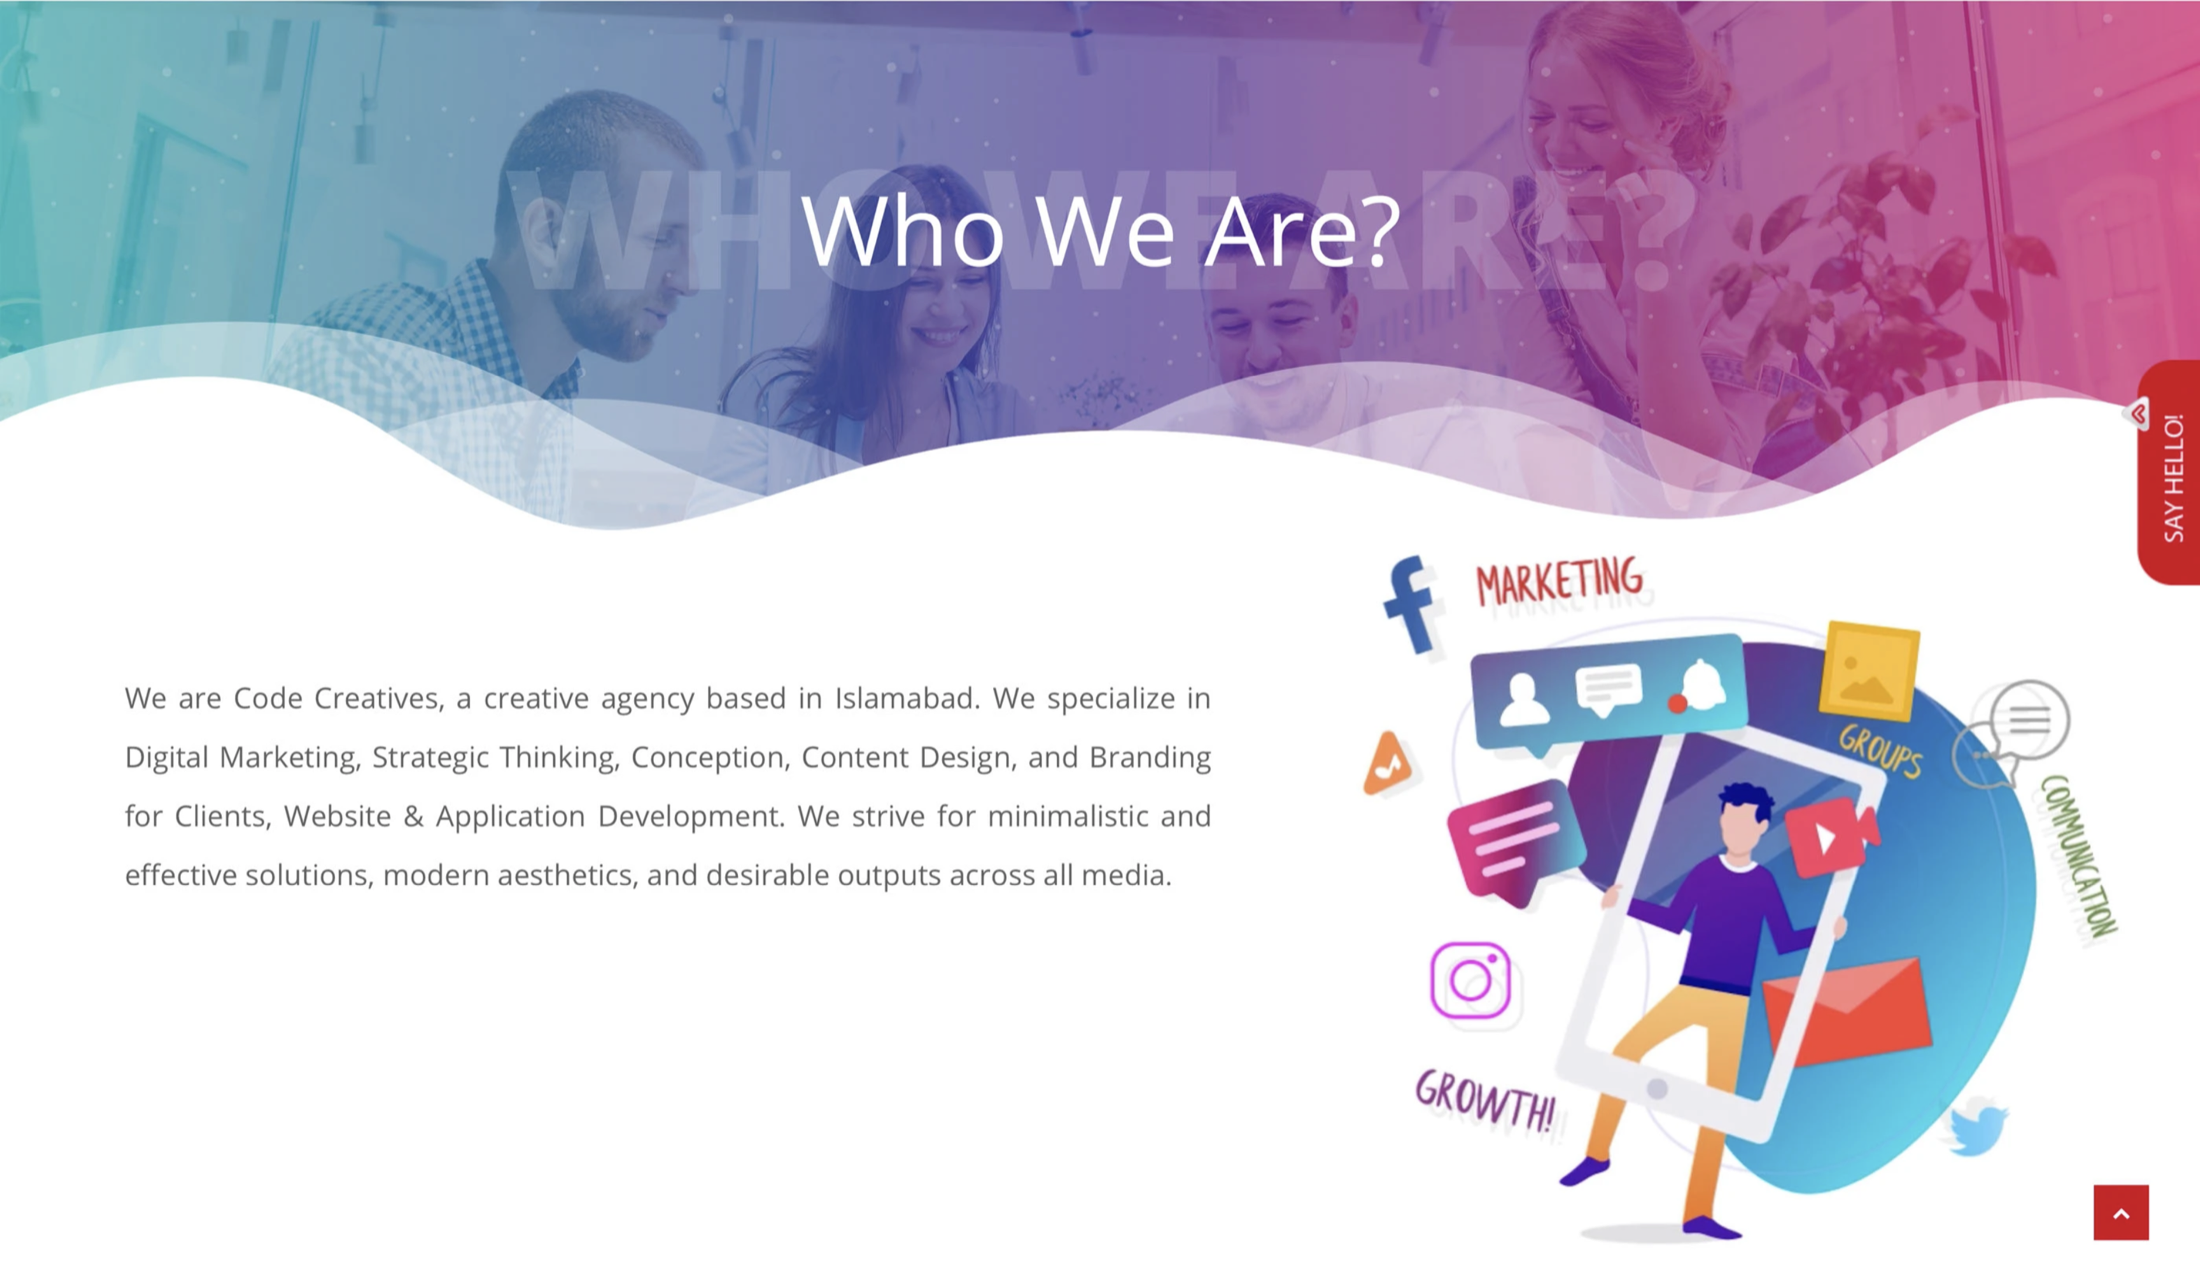 WHO WE ARE?
Who We Are?
SAY HELLO!
We are Code Creatives, a creative agency based in Islamabad. We specialize in
Digital Marketing, Strategic Thinking, Conception, Content Design, and Branding
for Clients, Website & Application Development. We strive for minimalistic and
effective solutions, modern aesthetics, and desirable outputs across all media.
MARKETING
GROUPS
COMMUNICATION
GROWTH!